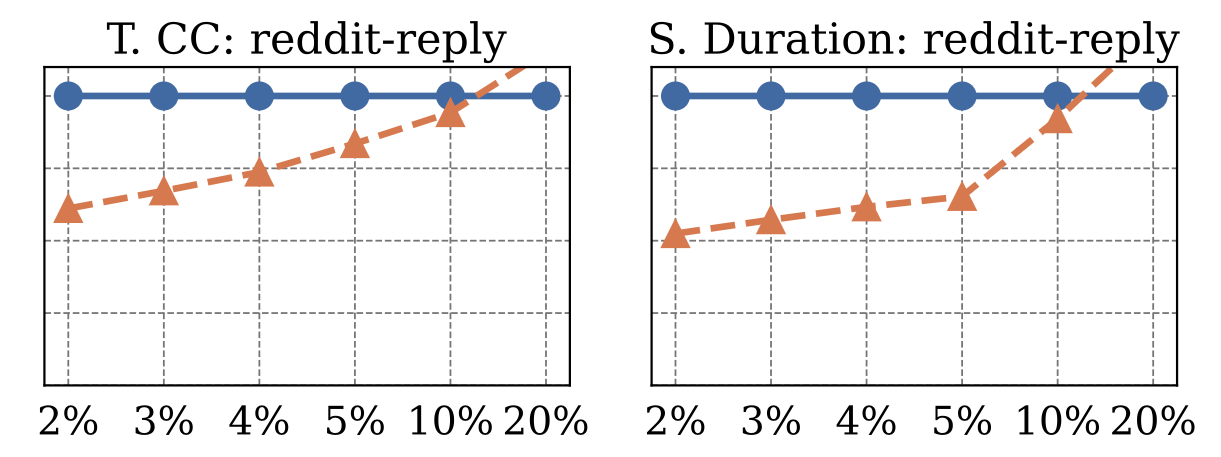 T. CC: reddit-reply
2% 3% 4% 5% 10% 20%
S. Duration: reddit-reply
2% 3% 4% 5% 10% 20%